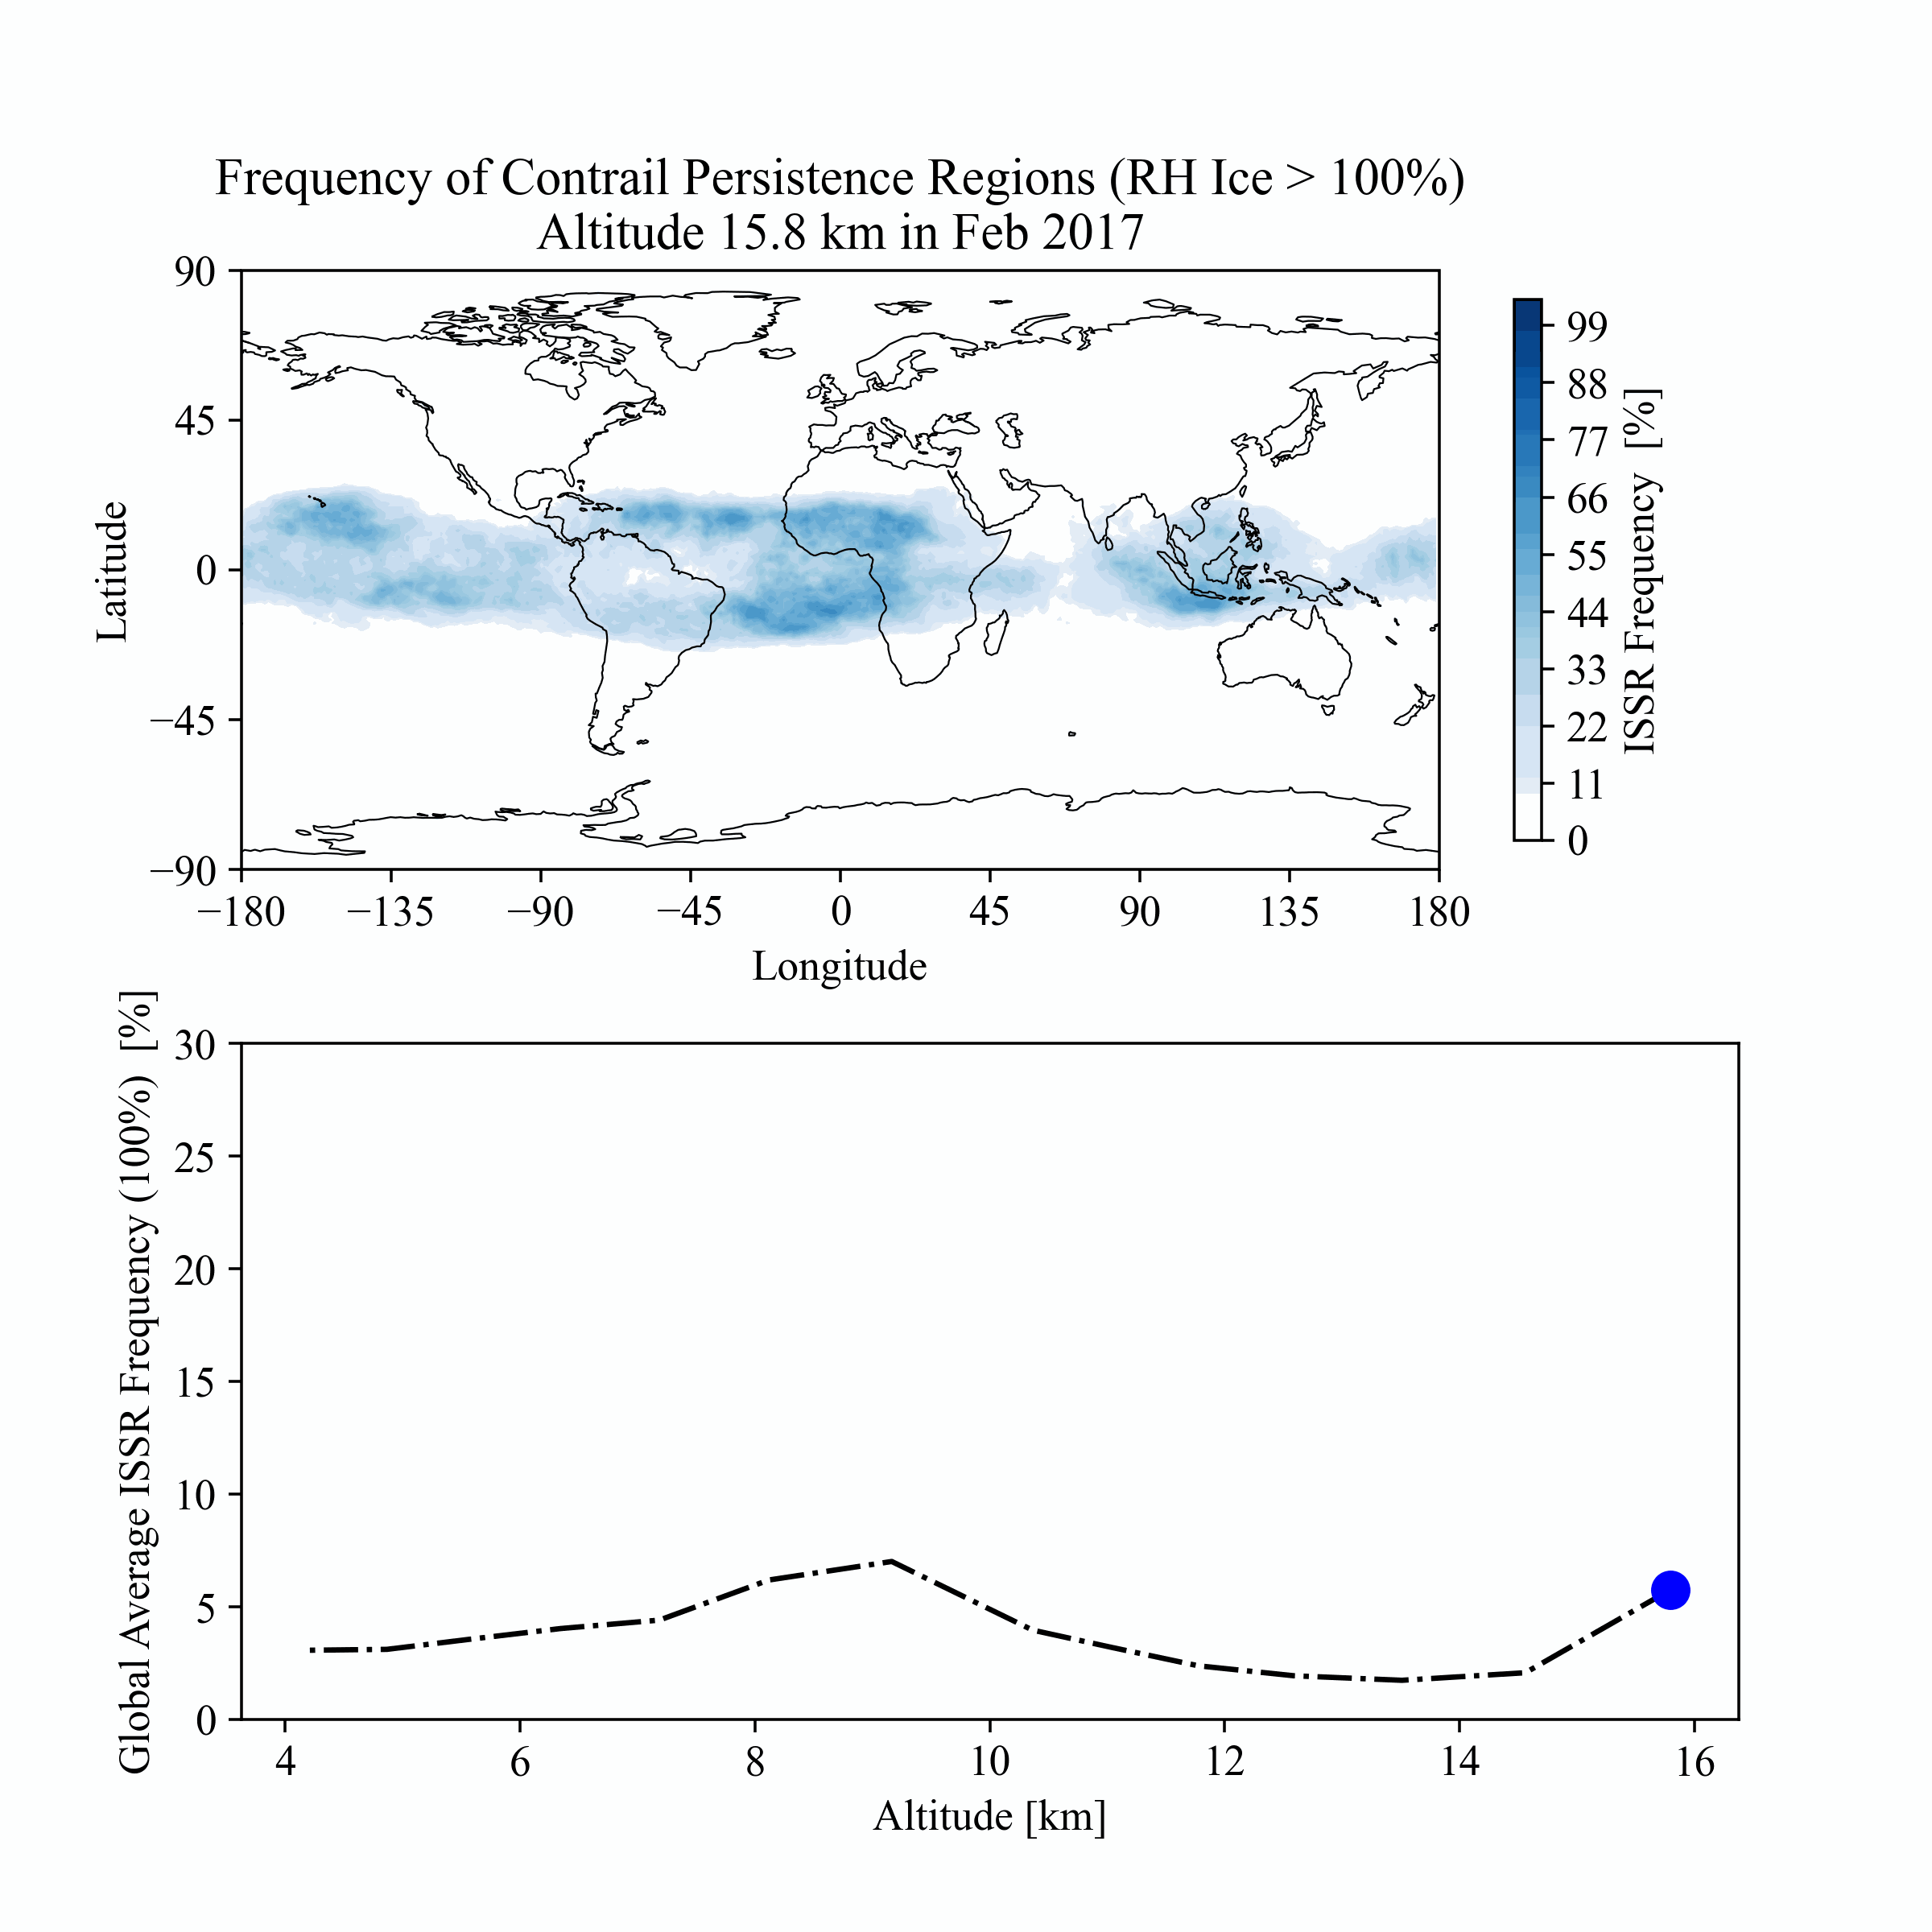 Frequency of Contrail Persistence Regions (RH Ice > 100%)
Altitude 15.8 km in Feb 2017
90
45
0
−45
−90
Latitude
−180 −135 −90 −45 0 45 90 135 180
Longitude
99
88
77
66
55
44
33
22
11
0
ISSR Frequency [%]
30
25
20
15
10
5
0
Global Average ISSR Frequency (100%) [%]
4 6 8 10 12 14 16
Altitude [km]